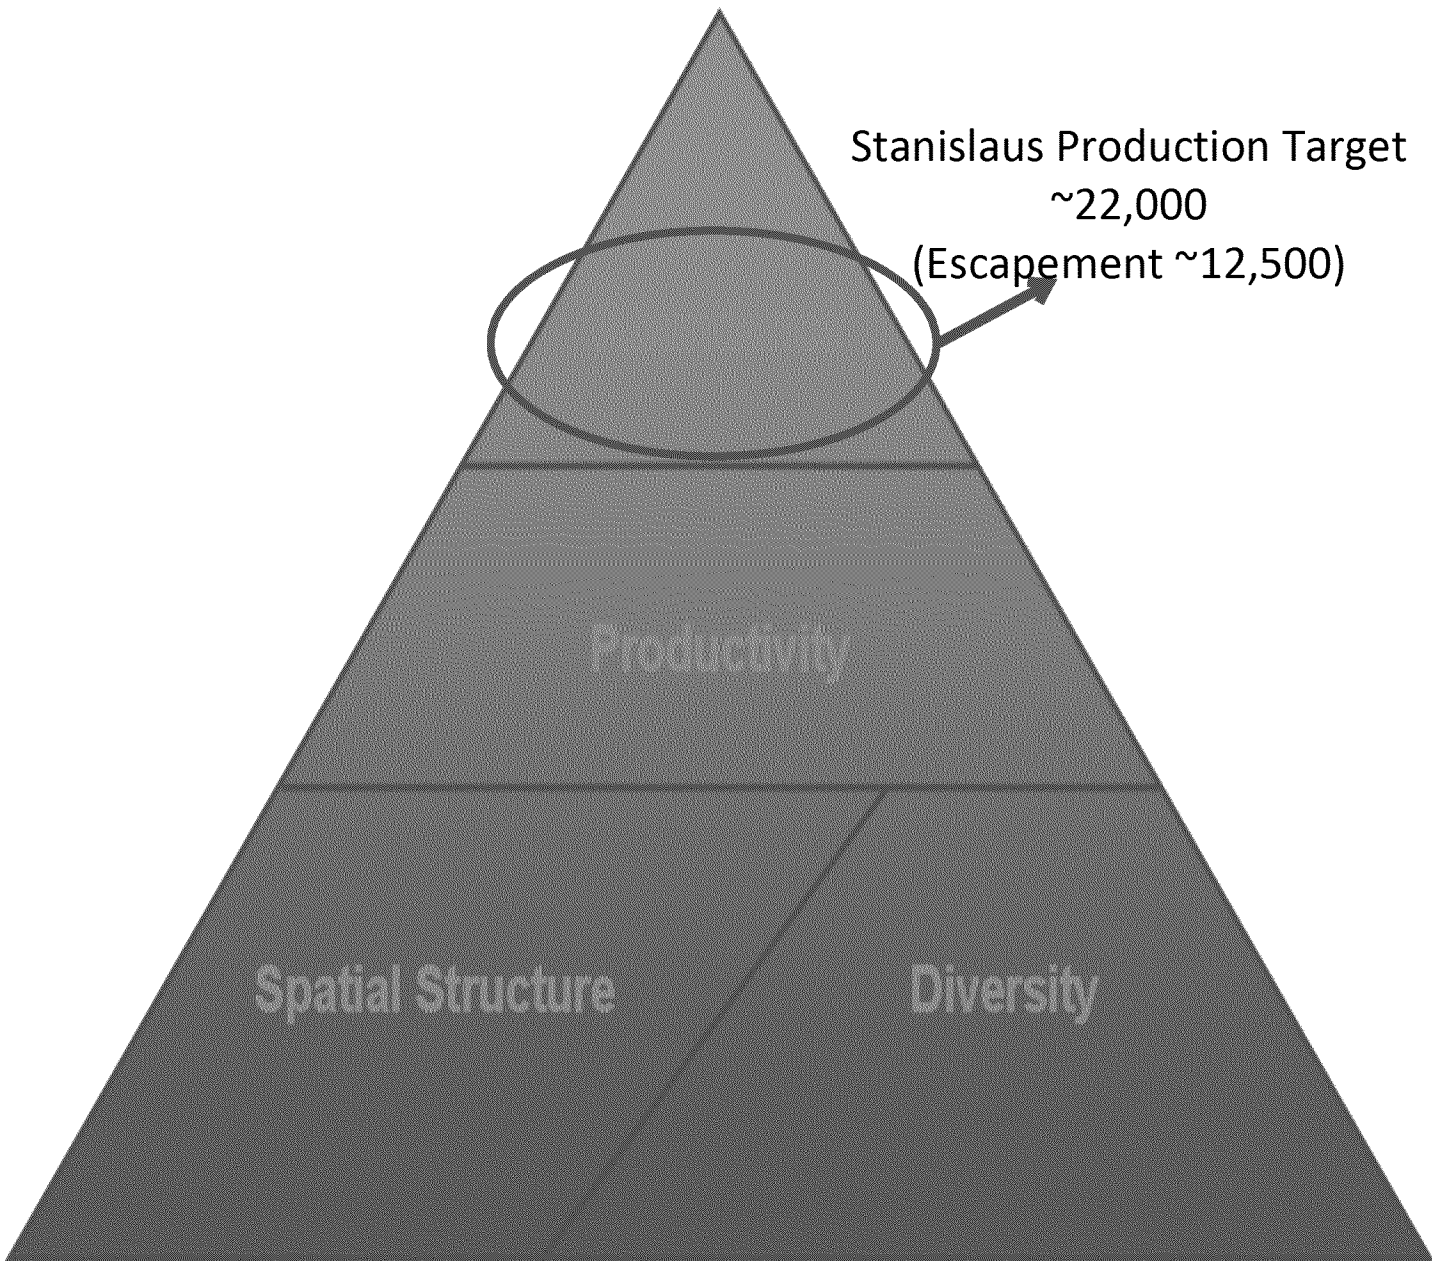 Stanislaus Production Target
~22,000
(Escapement ~12,500)
Productivity
Spatial Structure
Diversity